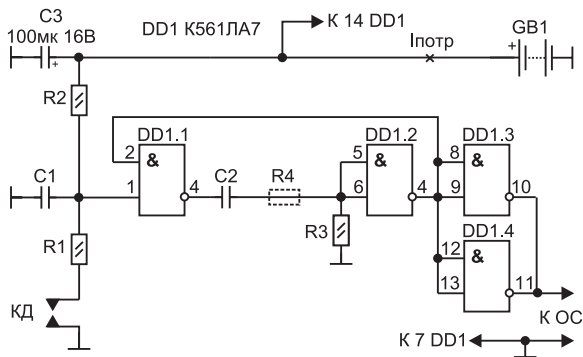 C3
100мк 16В
+
DD1 К561ЛА7
К 14 DD1
Iпотр
GB1
+
R2
DD1.1
2
&
1
4
C2
R4
DD1.2
5
&
6
4
DD1.3
8
&
9
10
C1
R1
R3
DD1.4
12
&
13
11
КД
К ОС
К 7 DD1